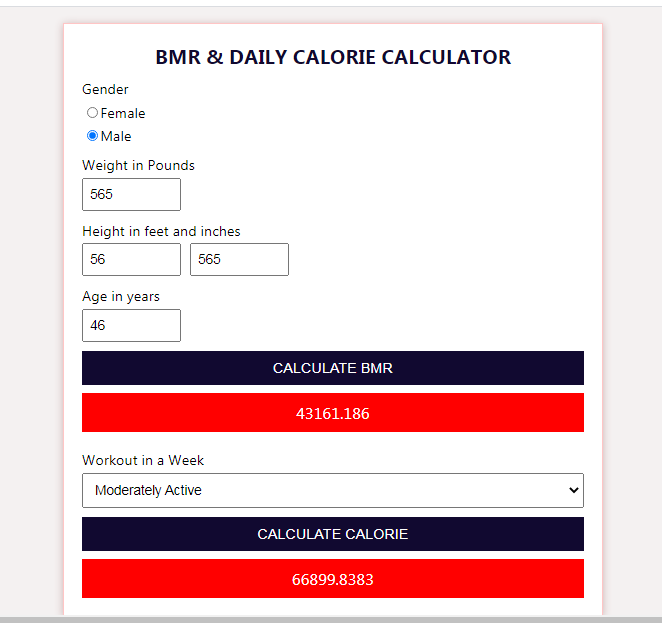 BMR & DAILY CALORIE CALCULATOR
Gender
Female
Male
Weight in Pounds
565
Height in feet and inches
56 565
Age in years
46
CALCULATE BMR
43161.186
Workout in a Week
Moderately Active
CALCULATE CALORIE
66899.8383